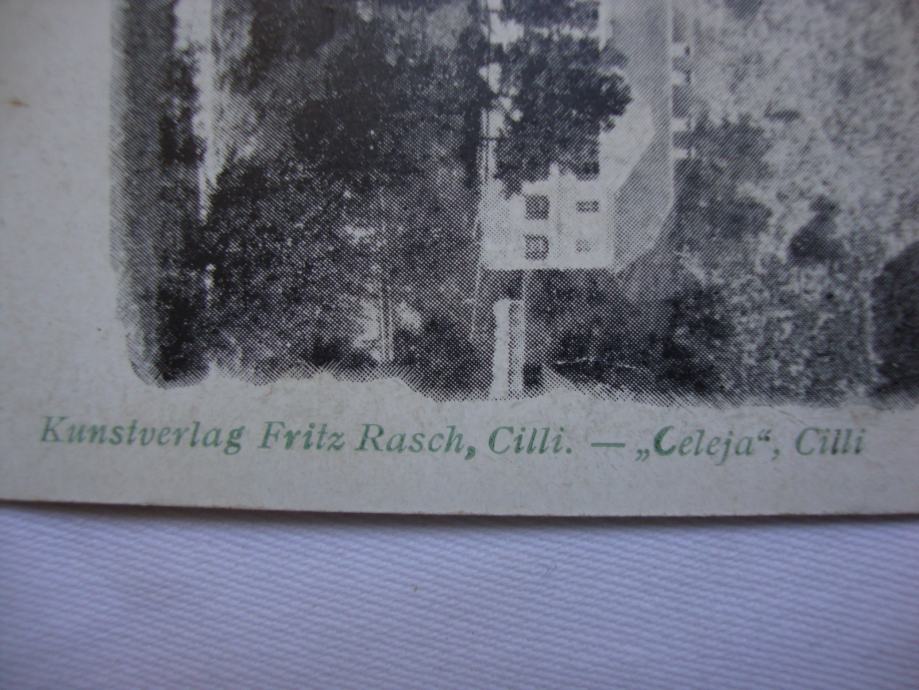 Kunstverlag Fritz Rasch, Cilli. — „Celeja“, Cilli